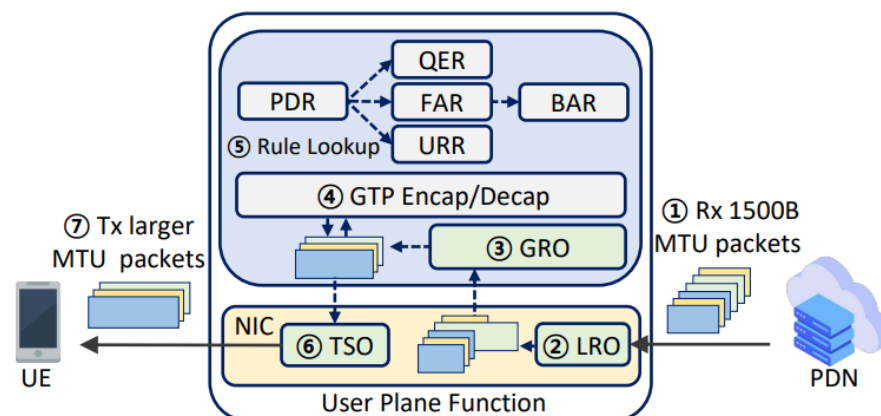 QER
PDR
FAR
BAR
⑤ Rule Lookup
URR
④ GTP Encap/Decap
⑦ Tx larger
MTU packets
① Rx 1500B
MTU packets
③ GRO
NIC
⑥ TSO
② LRO
UE
PDN
User Plane Function